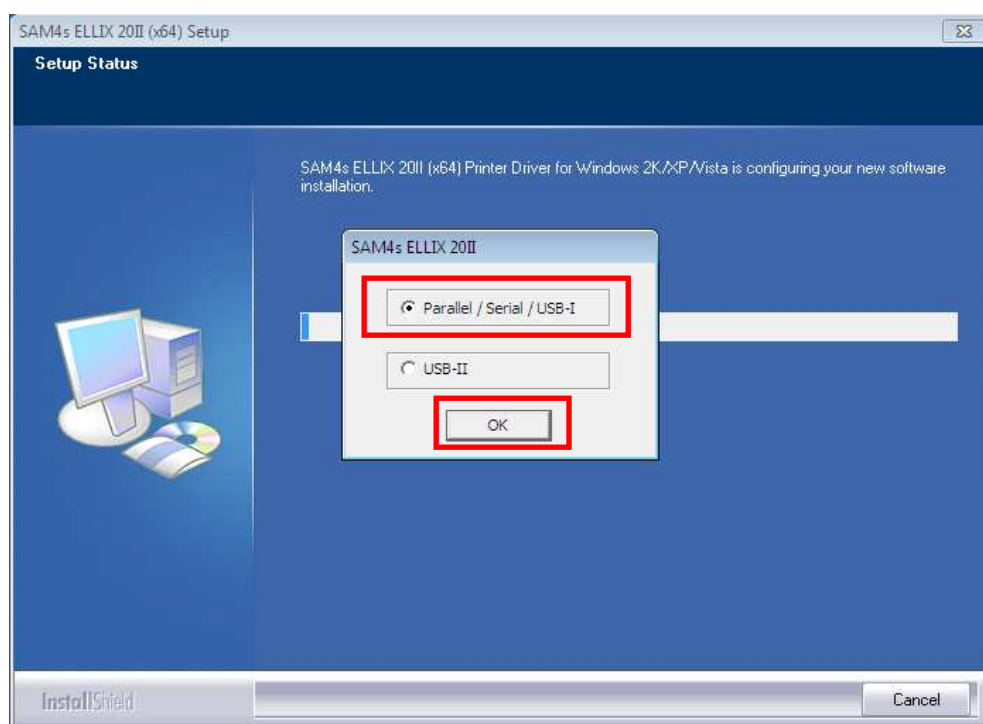 SAM4s ELLIX 20II (x64) Setup
Setup Status
SAM4s ELLIX 20II (x64) Printer Driver for Windows 2K/XP/Vista is configuring your new software
installation.
SAM4s ELLIX 20II
Parallel / Serial / USB-I
USB-II
OK
InstallShield
Cancel